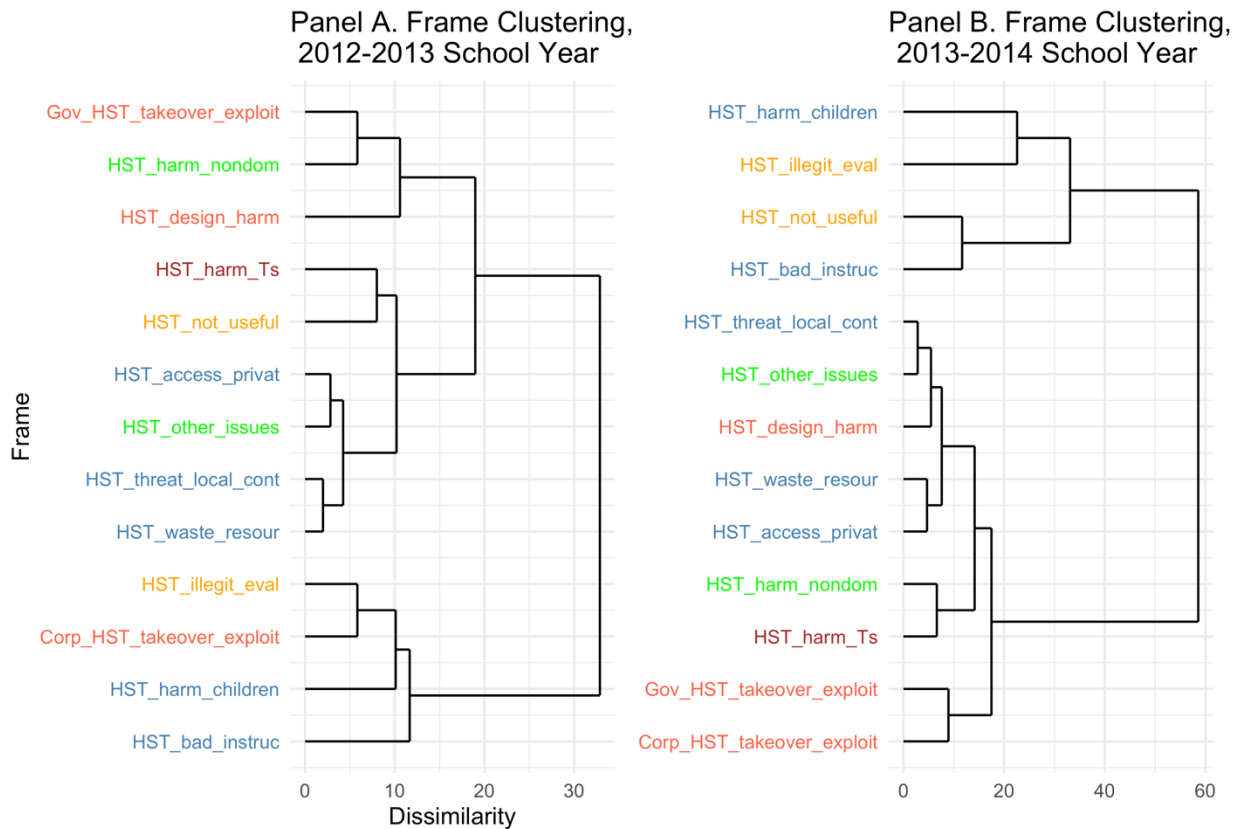 Panel A. Frame Clustering,
2012-2013 School Year
Frame
Gov_HST_takeover_exploit
HST_harm_nondom
HST_design_harm
HST_harm_Ts
HST_not_useful
HST_access_privat
HST_other_issues
HST_threat_local_cont
HST_waste_resour
HST_illegit_eval
Corp_HST_takeover_exploit
HST_harm_children
HST_bad_instruc
0 10 20 30
Dissimilarity
Panel B. Frame Clustering,
2013-2014 School Year
HST_harm_children
HST_illegit_eval
HST_not_useful
HST_bad_instruc
HST_threat_local_cont
HST_other_issues
HST_design_harm
HST_waste_resour
HST_access_privat
HST_harm_nondom
HST_harm_Ts
Gov_HST_takeover_exploit
Corp_HST_takeover_exploit
0 20 40 60